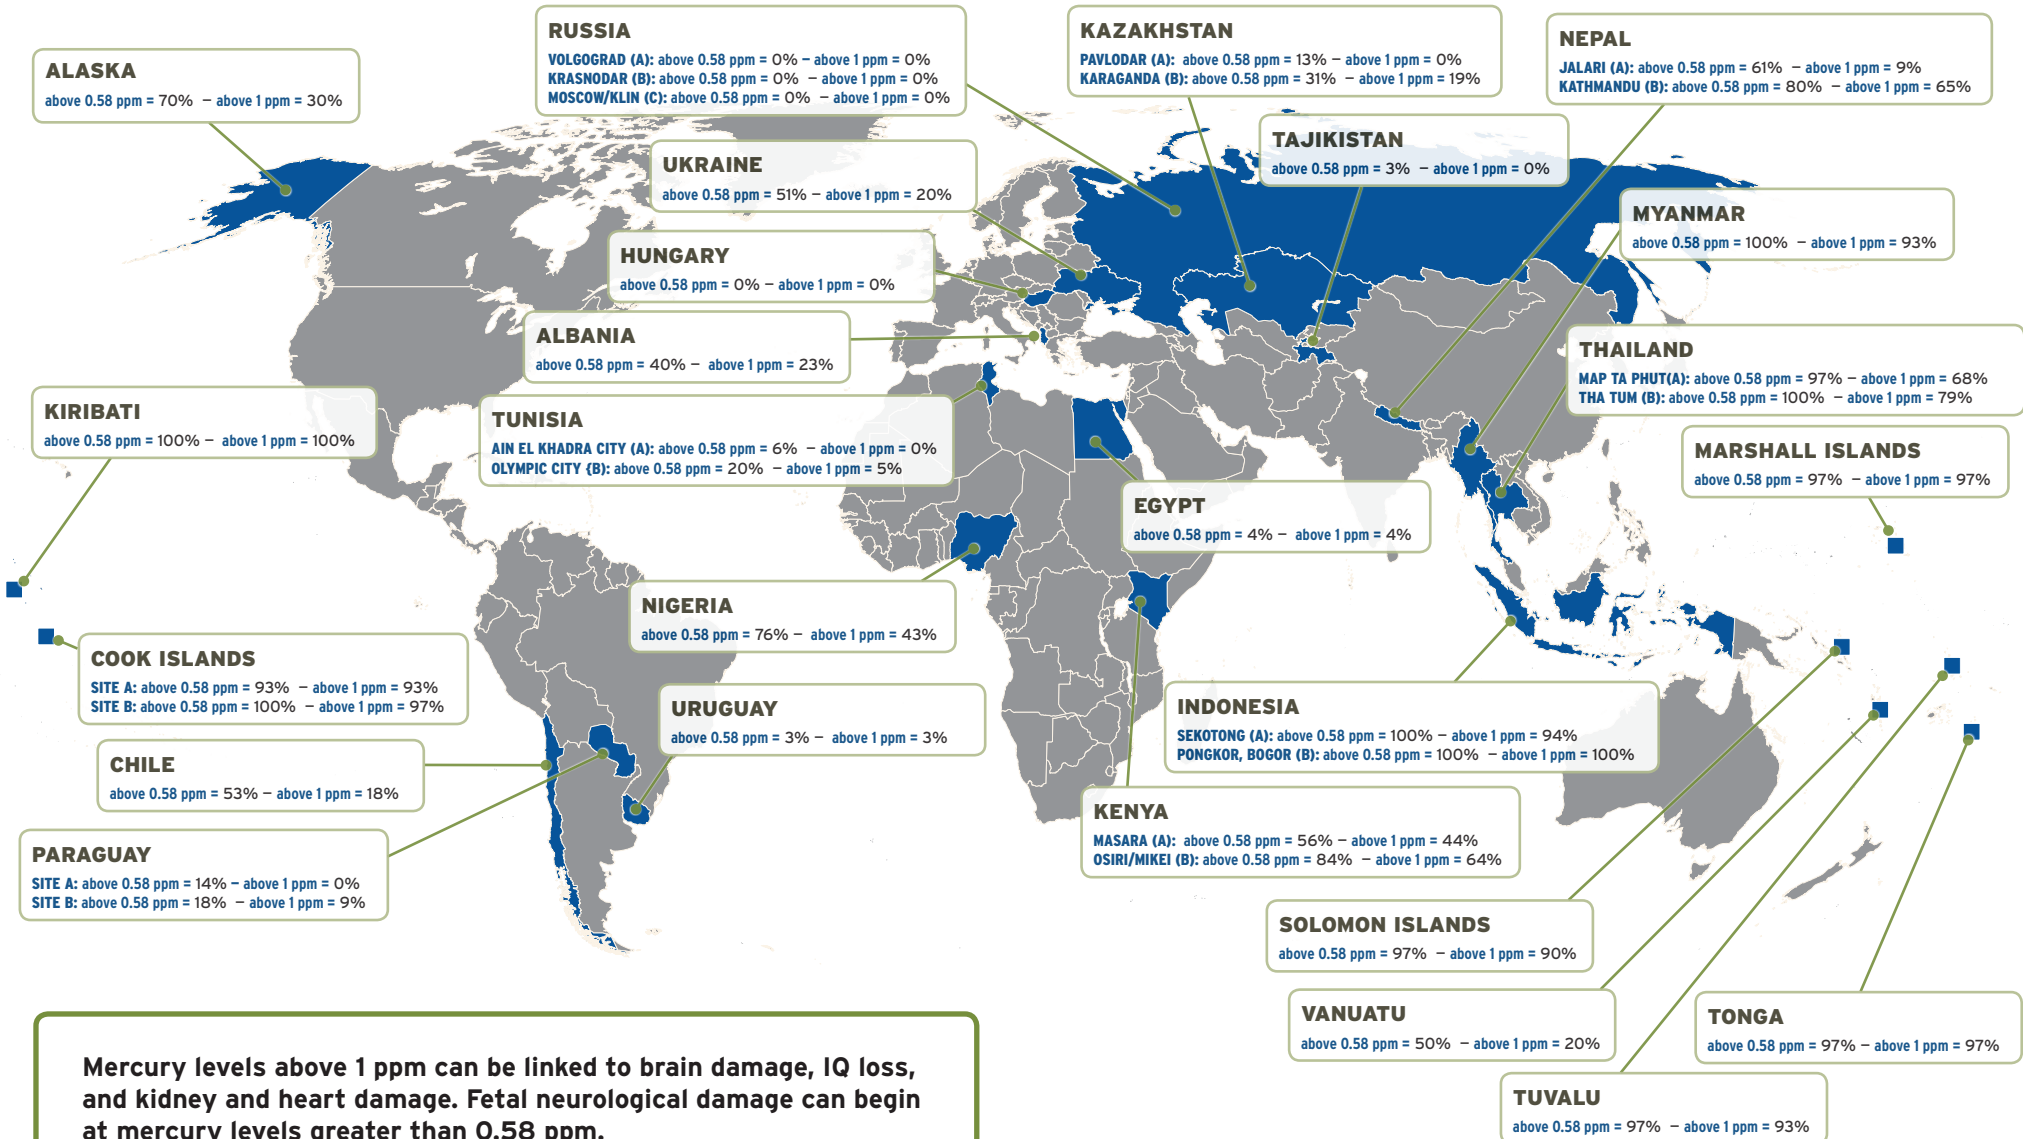 ALASKA
above 0.58 ppm = 70% – above 1 ppm = 30%
RUSSIA
VOLGOGRAD (A): above 0.58 ppm = 0% – above 1 ppm = 0%
KRASNODAR (B): above 0.58 ppm = 0% – above 1 ppm = 0%
MOSCOW/KLIN (C): above 0.58 ppm = 0% – above 1 ppm = 0%
KAZAKHSTAN
PAVLODAR (A): above 0.58 ppm = 13% – above 1 ppm = 0%
KARAGANDA (B): above 0.58 ppm = 31% – above 1 ppm = 19%
NEPAL
JALARI (A): above 0.58 ppm = 61% – above 1 ppm = 9%
KATHMANDU (B): above 0.58 ppm = 80% – above 1 ppm = 65%
UKRAINE
above 0.58 ppm = 51% – above 1 ppm = 20%
TAJIKISTAN
above 0.58 ppm = 3% – above 1 ppm = 0%
MYANMAR
above 0.58 ppm = 100% – above 1 ppm = 93%
HUNGARY
above 0.58 ppm = 0% – above 1 ppm = 0%
ALBANIA
above 0.58 ppm = 40% – above 1 ppm = 23%
THAILAND
MAP TA PHUT(A): above 0.58 ppm = 97% – above 1 ppm = 68%
THA TUM (B): above 0.58 ppm = 100% – above 1 ppm = 79%
KIRIBATI
above 0.58 ppm = 100% – above 1 ppm = 100%
TUNISIA
AIN EL KHADRA CITY (A): above 0.58 ppm = 6% – above 1 ppm = 0%
OLYMPIC CITY {B): above 0.58 ppm = 20% – above 1 ppm = 5%
MARSHALL ISLANDS
above 0.58 ppm = 97% – above 1 ppm = 97%
EGYPT
above 0.58 ppm = 4% – above 1 ppm = 4%
NIGERIA
above 0.58 ppm = 76% – above 1 ppm = 43%
COOK ISLANDS
SITE A: above 0.58 ppm = 93% – above 1 ppm = 93%
SITE B: above 0.58 ppm = 100% – above 1 ppm = 97%
URUGUAY
above 0.58 ppm = 3% – above 1 ppm = 3%
INDONESIA
SEKOTONG (A): above 0.58 ppm = 100% – above 1 ppm = 94%
PONGKOR, BOGOR (B): above 0.58 ppm = 100% – above 1 ppm = 100%
CHILE
above 0.58 ppm = 53% – above 1 ppm = 18%
KENYA
MASARA (A): above 0.58 ppm = 56% – above 1 ppm = 44%
OSIRI/MIKEI (B): above 0.58 ppm = 84% – above 1 ppm = 64%
PARAGUAY
SITE A: above 0.58 ppm = 14% – above 1 ppm = 0%
SITE B: above 0.58 ppm = 18% – above 1 ppm = 9%
SOLOMON ISLANDS
above 0.58 ppm = 97% – above 1 ppm = 90%
VANUATU
above 0.58 ppm = 50% – above 1 ppm = 20%
TONGA
above 0.58 ppm = 97% – above 1 ppm = 97%
TUVALU
above 0.58 ppm = 97% – above 1 ppm = 93%
Mercury levels above 1 ppm can be linked to brain damage, IQ loss,
and kidney and heart damage. Fetal neurological damage can begin
at mercury levels greater than 0.58 ppm.